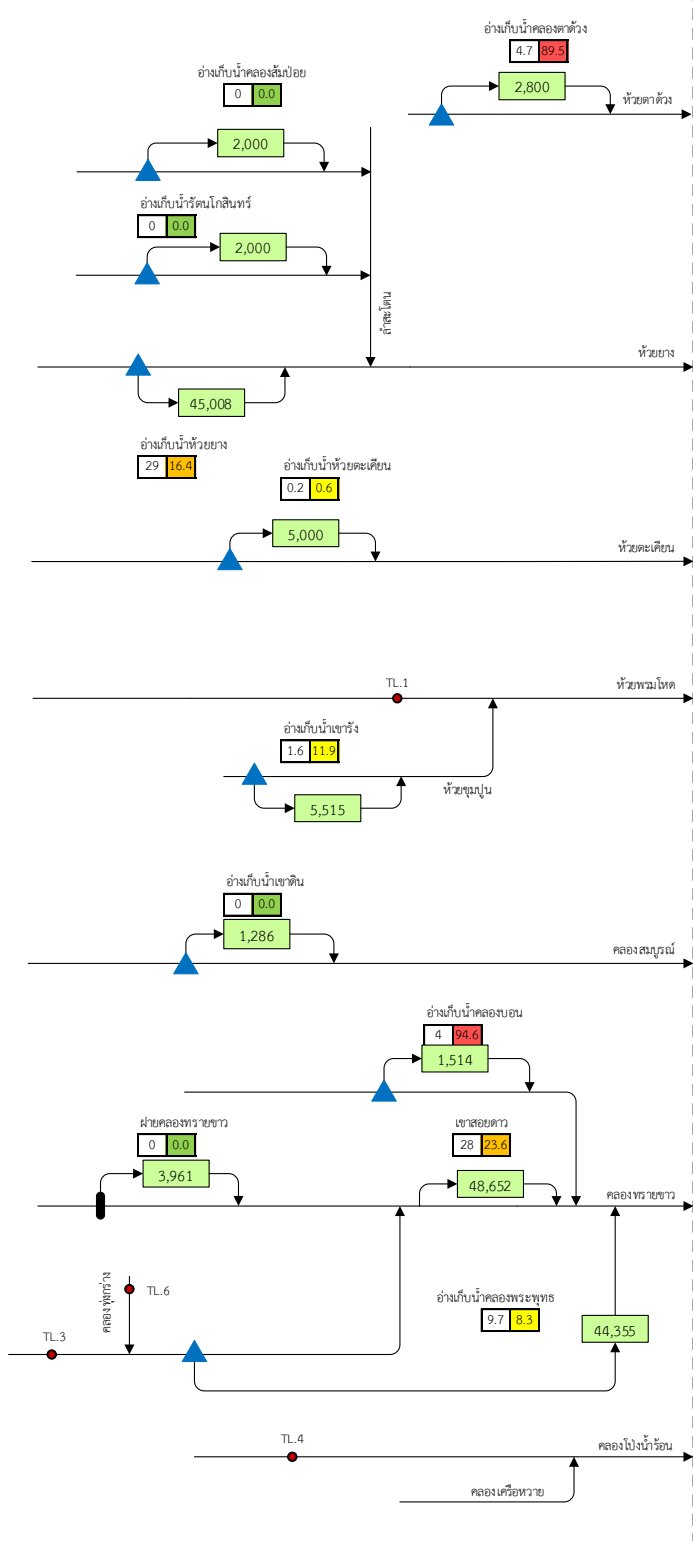 อ่างเก็บน้ำคลองตาด้วง
4.7 89.5
2,800
ห้วยตาด้วง
อ่างเก็บน้ำคลองส้มป่อย
0 0.0
2,000
อ่างเก็บน้ำรัตนโกสินทร์
0 0.0
2,000
ลำสะโตน
ห้วยยาง
45,008
อ่างเก็บน้ำห้วยยาง
29 16.4
อ่างเก็บน้ำห้วยตะเคียน
0.2 0.6
5,000
ห้วยตะเคียน
TL.1
ห้วยพรมโหด
อ่างเก็บน้ำเขารัง
1.6 11.9
ห้วยชุมปูน
5,515
อ่างเก็บน้ำเขาดิน
0 0.0
1,286
คลองสมบูรณ์
อ่างเก็บน้ำคลองบอน
4 94.6
1,514
ฝายคลองทรายขาว
0 0.0
3,961
เขาสอยดาว
28 23.6
48,652
คลองทรายขาว
คลองทุ่งกร่าง
TL.6
อ่างเก็บน้ำคลองพระพุทธ
9.7 8.3
44,355
TL.3
TL.4
คลองโป่งน้ำร้อน
คลองเครือหวาย